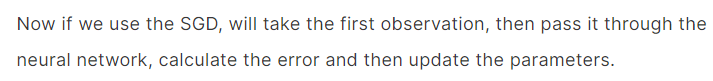 Now if we use the SGD, will take the first observation, then pass it through the
neural network, calculate the error and then update the parameters.